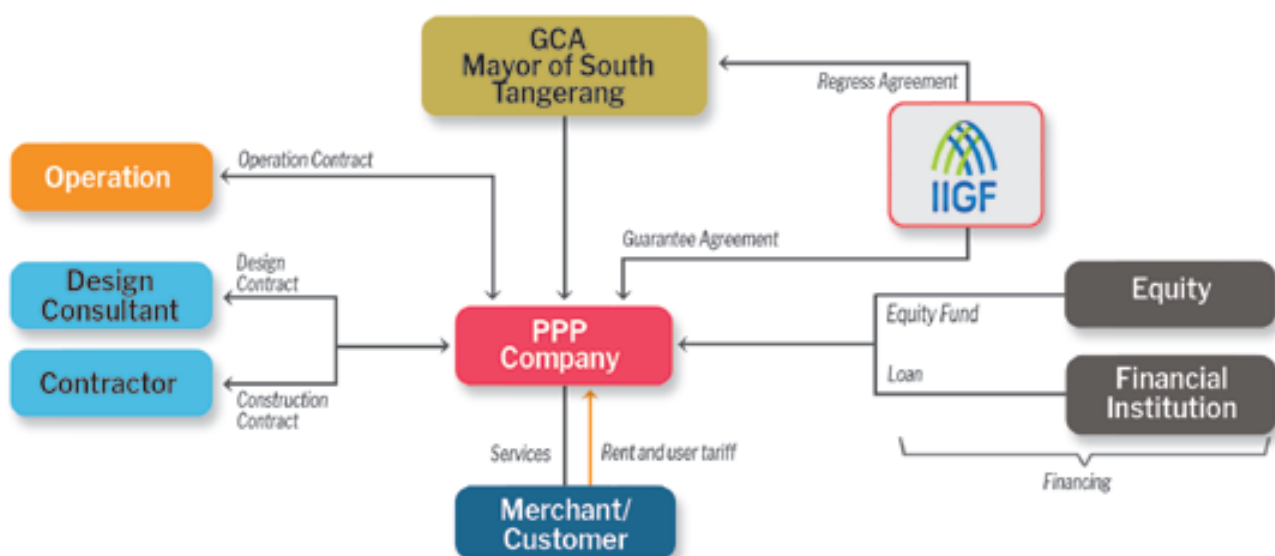 GCA
Mayor of South
Tangerang
Regress Agreement
IIGF
Operation
Operation Contract
Guarantee Agreement
Design
Consultant
Design
Contract
Contractor
Construction
Contract
PPP
Company
Equity
Equity Fund
Loan
Financial
Institution
Financing
Services
Rent and user tariff
Merchant/
Customer